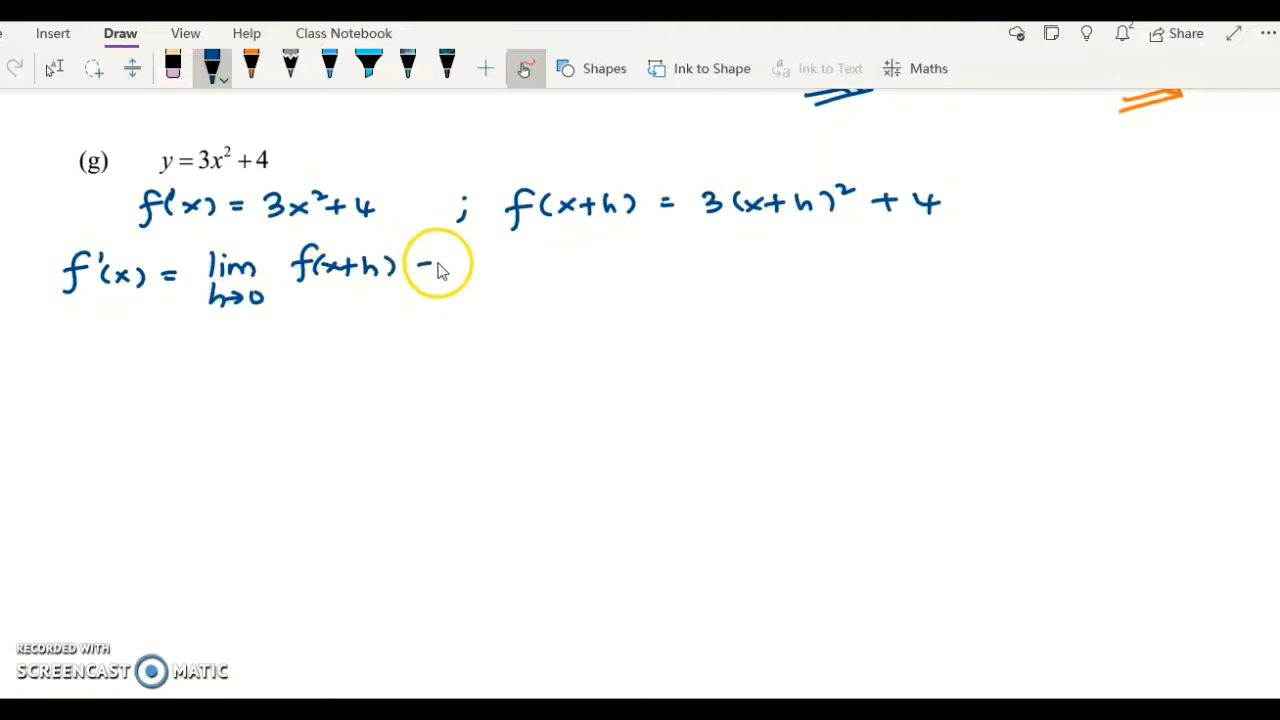 Insert Draw View Help Class Notebook 2 Share
Shapes Ink to Shape Ink to Text Maths
(g) y = 3x² + 4
f(x) = 3x² + 4 ; f(x+h) = 3(x+h)² + 4
f'(x) = lim f(x+h) -
h→0
RECORDED WITH
SCREENCAST MATIC